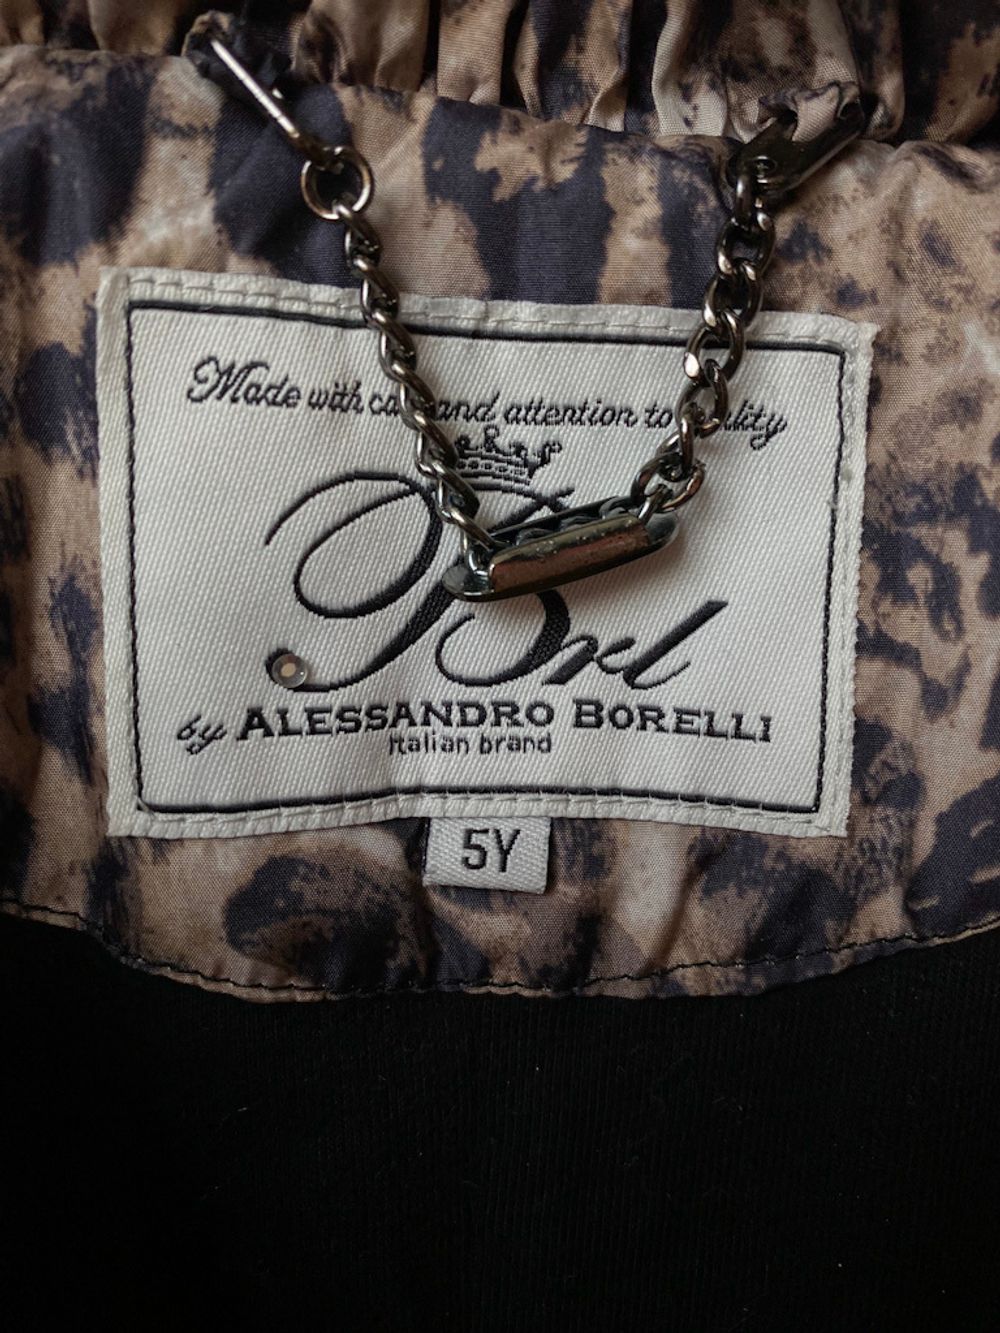 Made with and attention to
Brl
by ALESSANDRO BORELLI
Italian brand
5Y